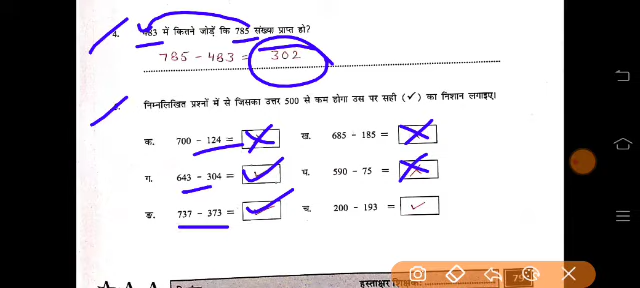 4. 483 में कितने जोड़ें कि 785 संख्या प्राप्त हो?
785 - 483 = 302
निम्नलिखित प्रश्नों में से जिसका उत्तर 500 से कम होगा उस पर सही (✓) का निशान लगाइए।
क. 700 - 124 = ख. 685 - 185 =
ग. 643 - 304 = ✓ घ. 590 - 75 =
ङ. 737 - 373 = ✓ च. 200 - 193 = ✓
हस्ताक्षर शिक्षक